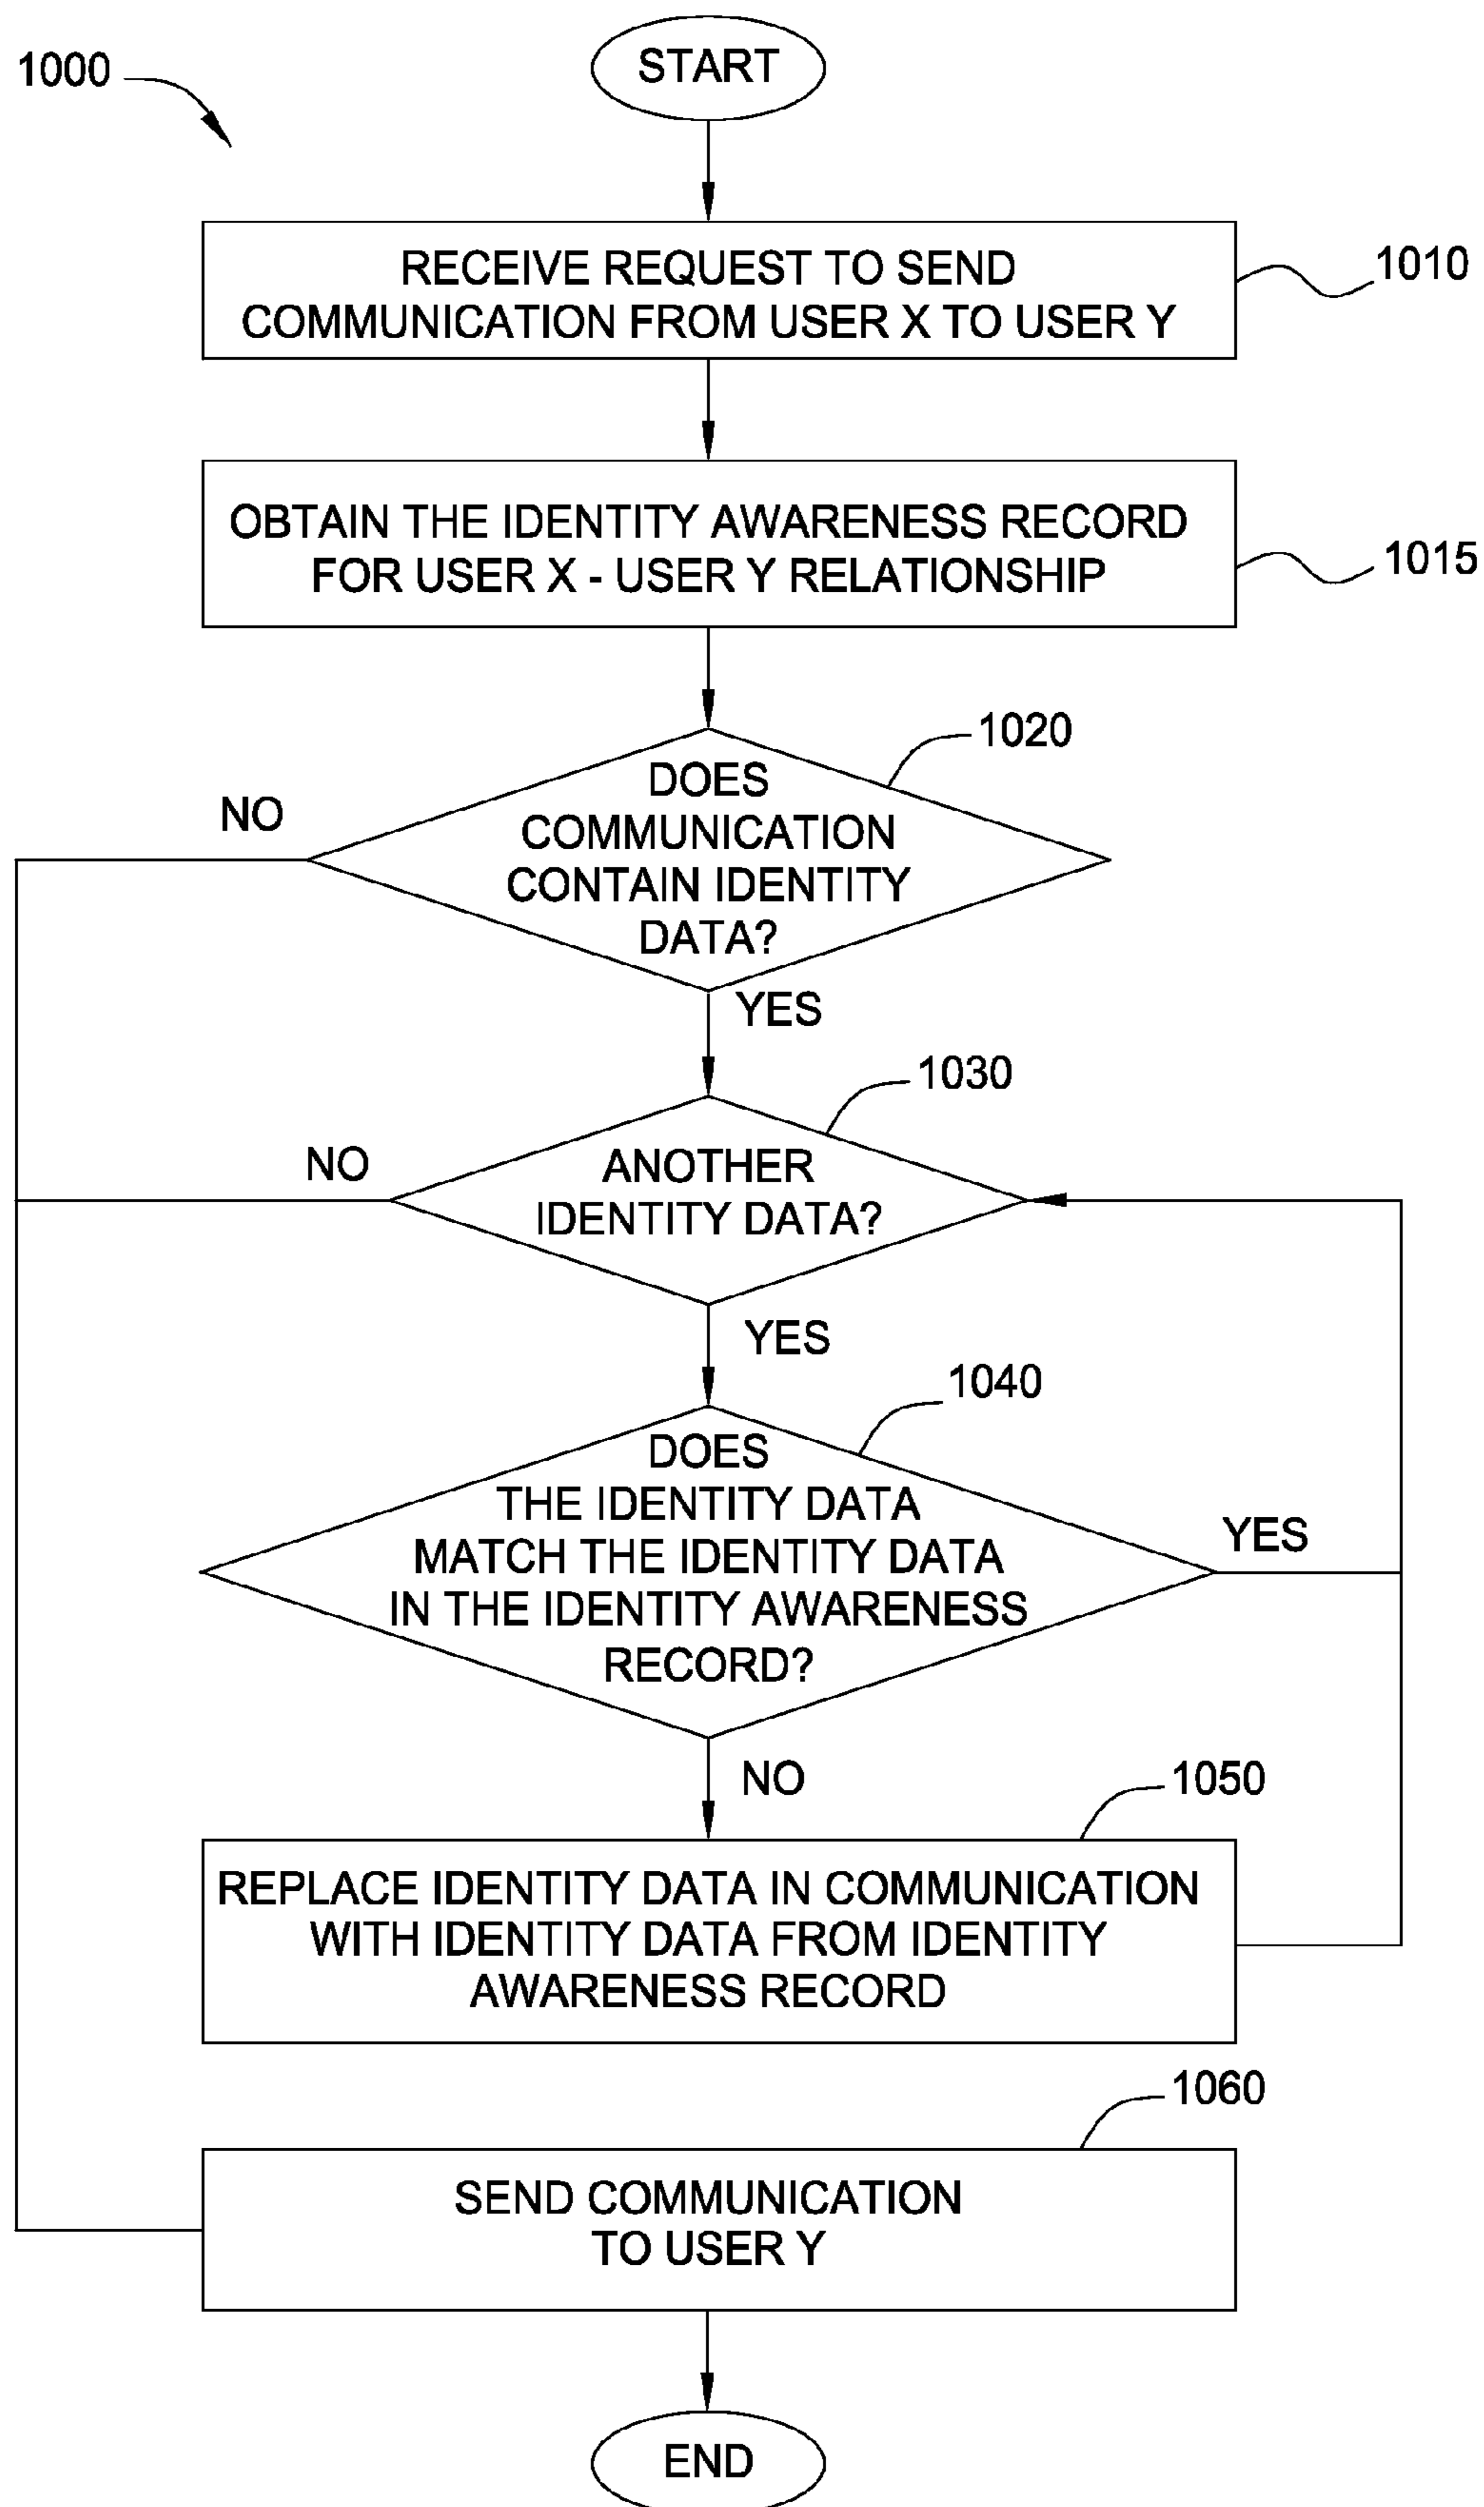 1000
START
RECEIVE REQUEST TO SEND
COMMUNICATION FROM USER X TO USER Y
1010
OBTAIN THE IDENTITY AWARENESS RECORD
FOR USER X - USER Y RELATIONSHIP
1015
1020
DOES
COMMUNICATION
CONTAIN IDENTITY
DATA?
NO
YES
1030
ANOTHER
IDENTITY DATA?
NO
YES
1040
DOES
THE IDENTITY DATA
MATCH THE IDENTITY DATA
IN THE IDENTITY AWARENESS
RECORD?
YES
NO
1050
REPLACE IDENTITY DATA IN COMMUNICATION
WITH IDENTITY DATA FROM IDENTITY
AWARENESS RECORD
1060
SEND COMMUNICATION
TO USER Y
END